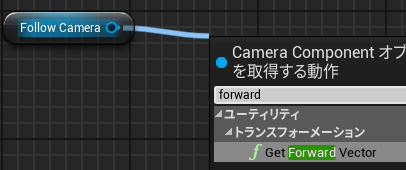 Follow Camera
Camera Component オブ
を取得する動作
forward
ユーティリティ
トランスフォーメーション
f Get Forward Vector